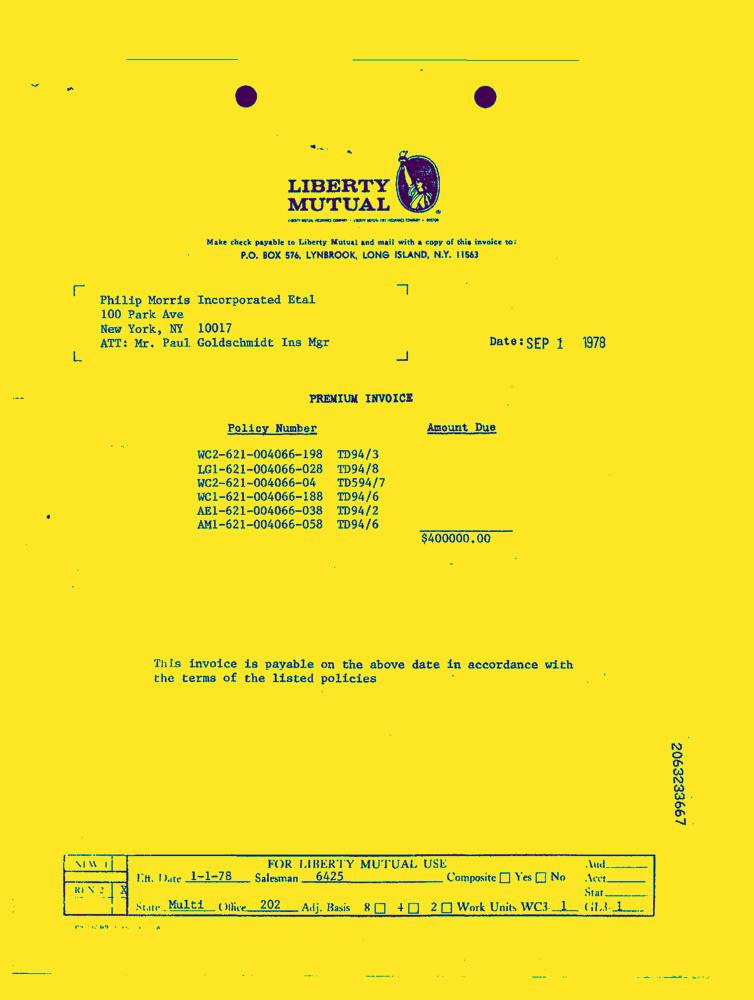 LIBERTY
MUTUAL
Make check payable to Liberty Mutual and mail with a copy of this invoice to:
P.O. BOX 576, LYNBROOK, LONG ISLAND, N.Y. 11563
Philip Morris Incorporated Etal
100 Park Ave
New York, NY 10017
ATT: Mr. Paul Goldschmidt Ins Mgr
Date: SEP 1 1978
PREMIUM INVOICE
Policy Number Amount Due
WC2-621-004066-198 TD94/3
LG1-621-004066-028 TD94/8
WC2-621-004066-04 TD594/7
WC1-621-004066-188 TD94/6
AE1-621-004066-038 TD94/2
AM1-621-004066-058 TD94/6
$400000.00
This invoice is payable on the above date in accordance with
the terms of the listed policies
2063233667
NEW 1 FOR LIBERTY MUTUAL USE Aud.
Eff. Date 1-1-78 Salesman 6425 Composite Yes No Acct
REN 2 X Stat
State Multi Office 202 Adj. Basis 8 4 2 Work Units WC3 1 GL3- 1